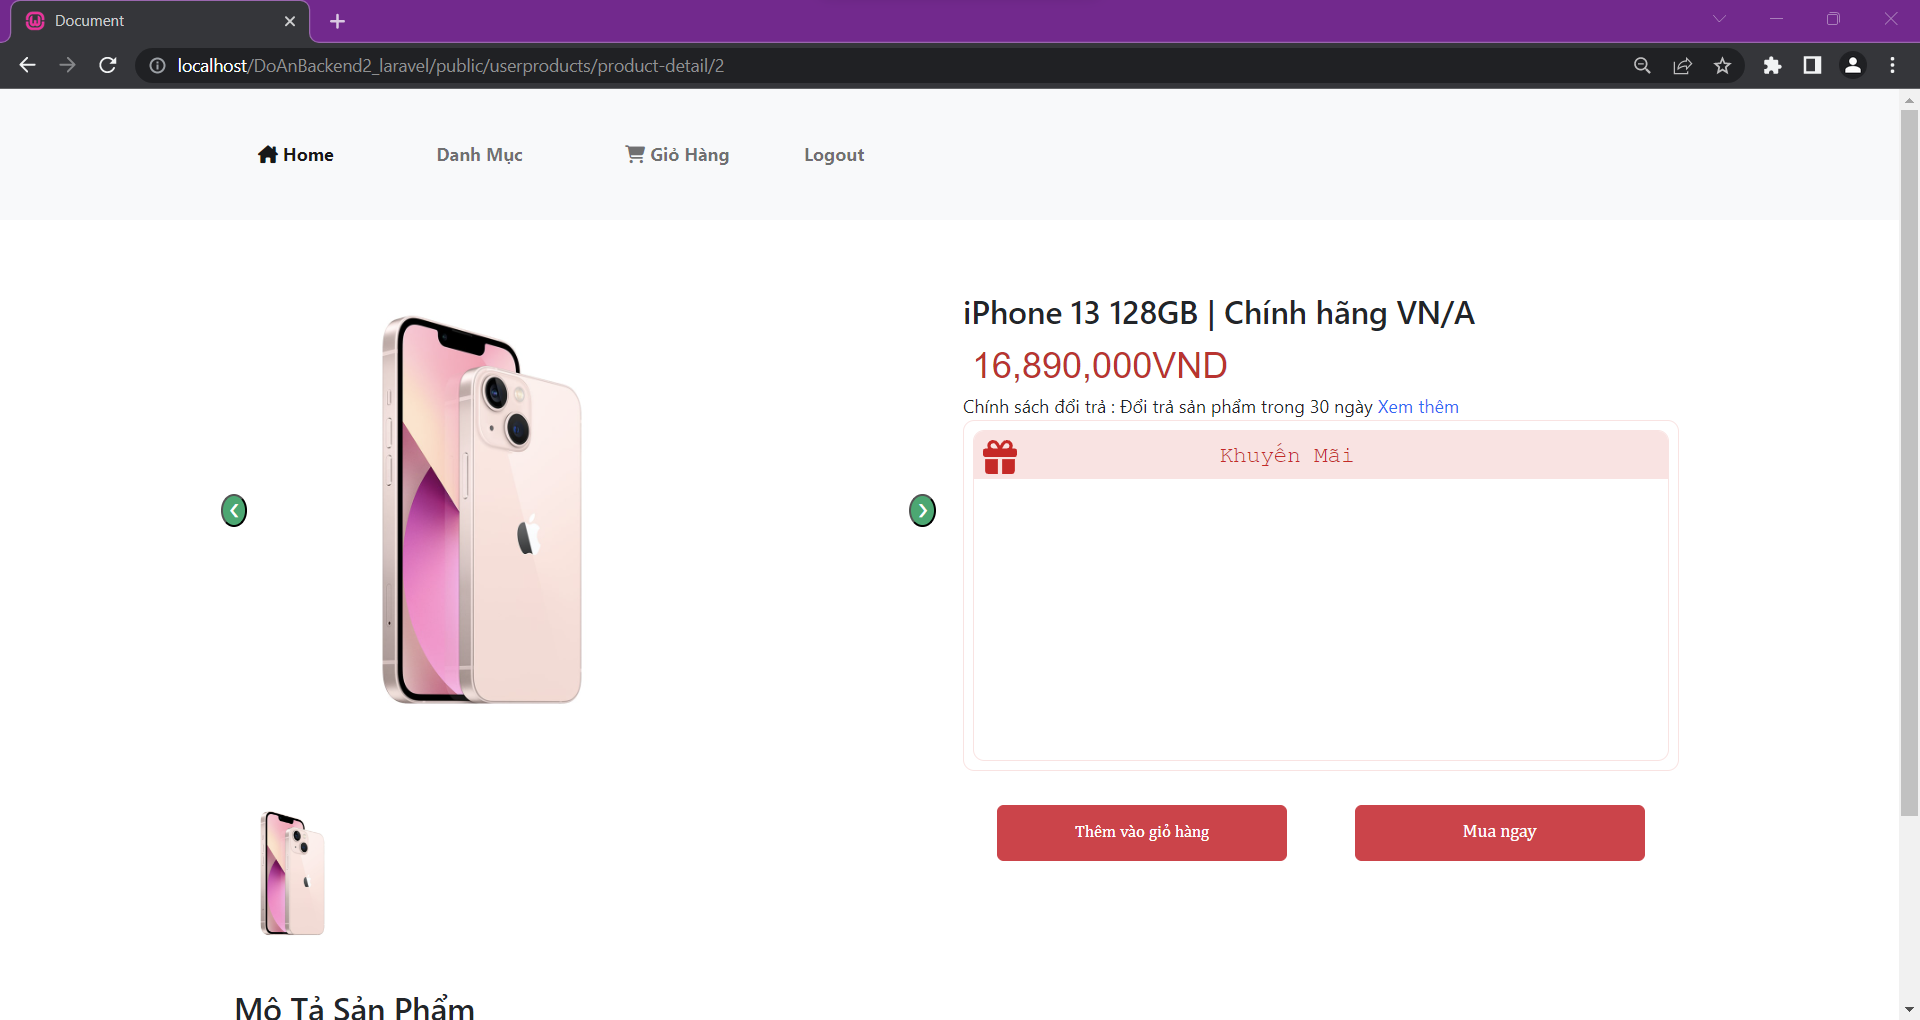 Document
localhost/DoAnBackend2_laravel/public/userproducts/product-detail/2
Home Danh Mục Giỏ Hàng Logout
iPhone 13 128GB | Chính hãng VN/A
16,890,000VND
Chính sách đổi trả : Đổi trả sản phẩm trong 30 ngày Xem thêm
Khuyến Mãi
Thêm vào giỏ hàng Mua ngay
Mô Tả Sản Phẩm